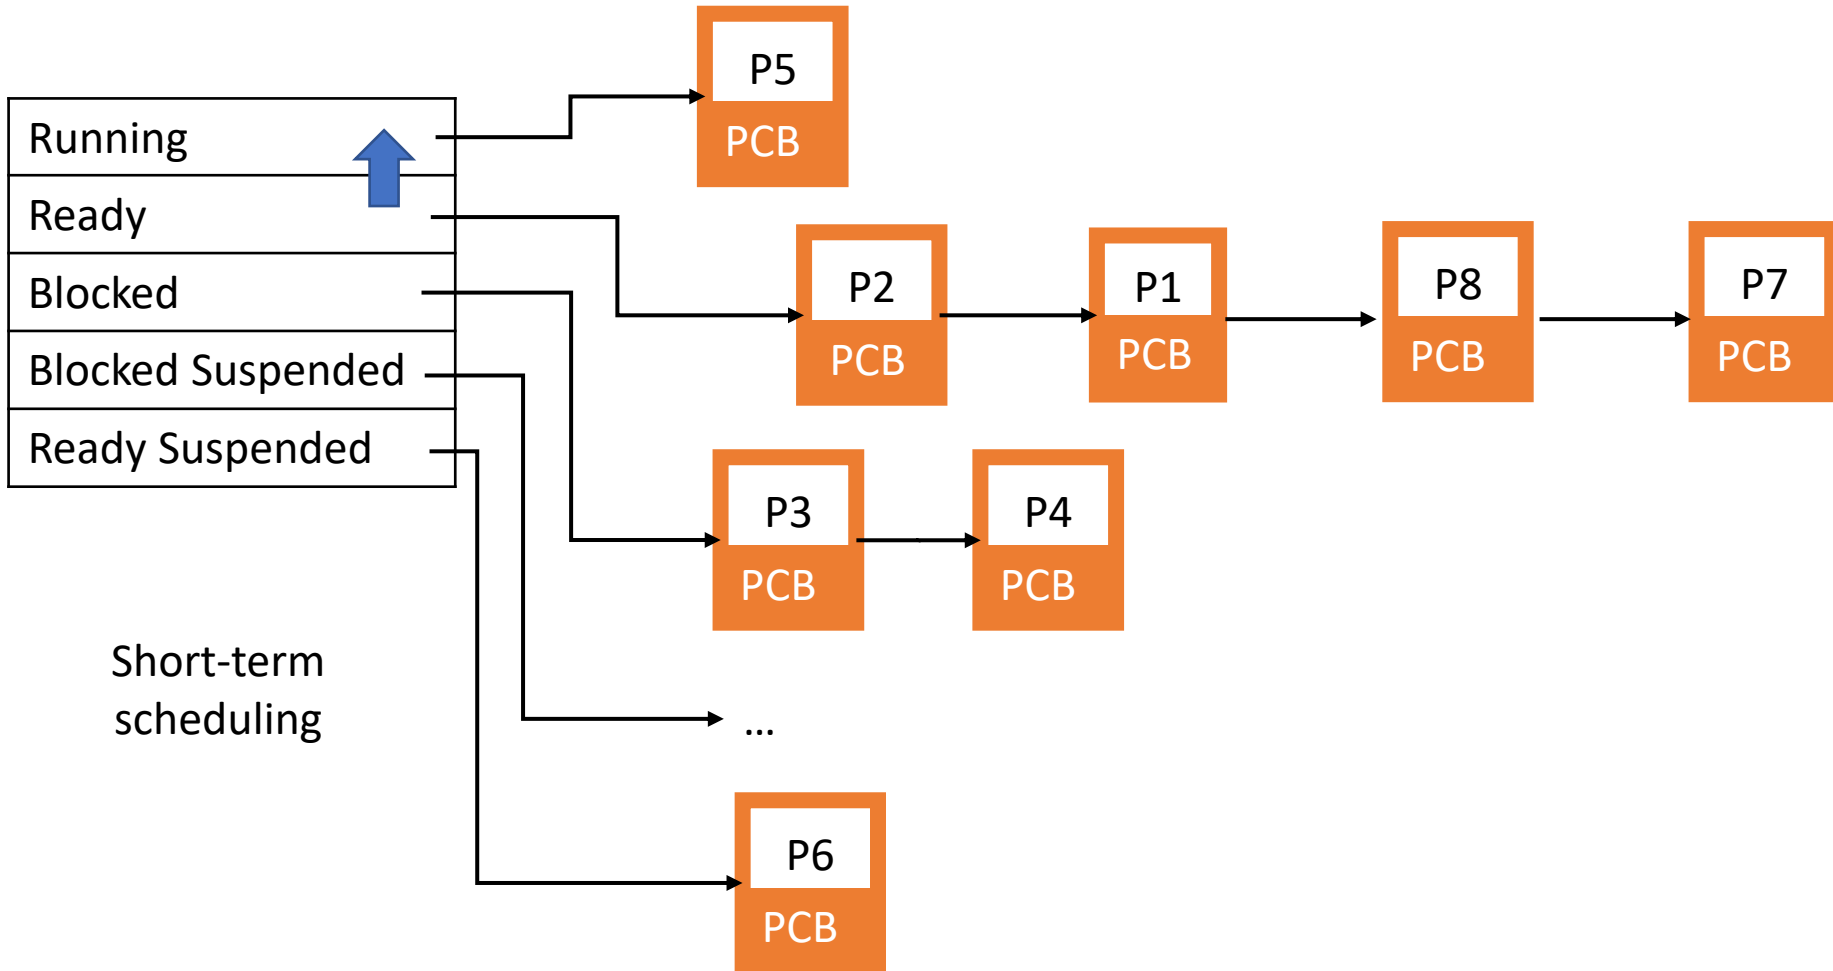 P5
PCB
Running
Ready
Blocked
Blocked Suspended
Ready Suspended
P2
PCB
P1
PCB
P8
PCB
P7
PCB
P3
PCB
P4
PCB
Short-term
scheduling
...
P6
PCB